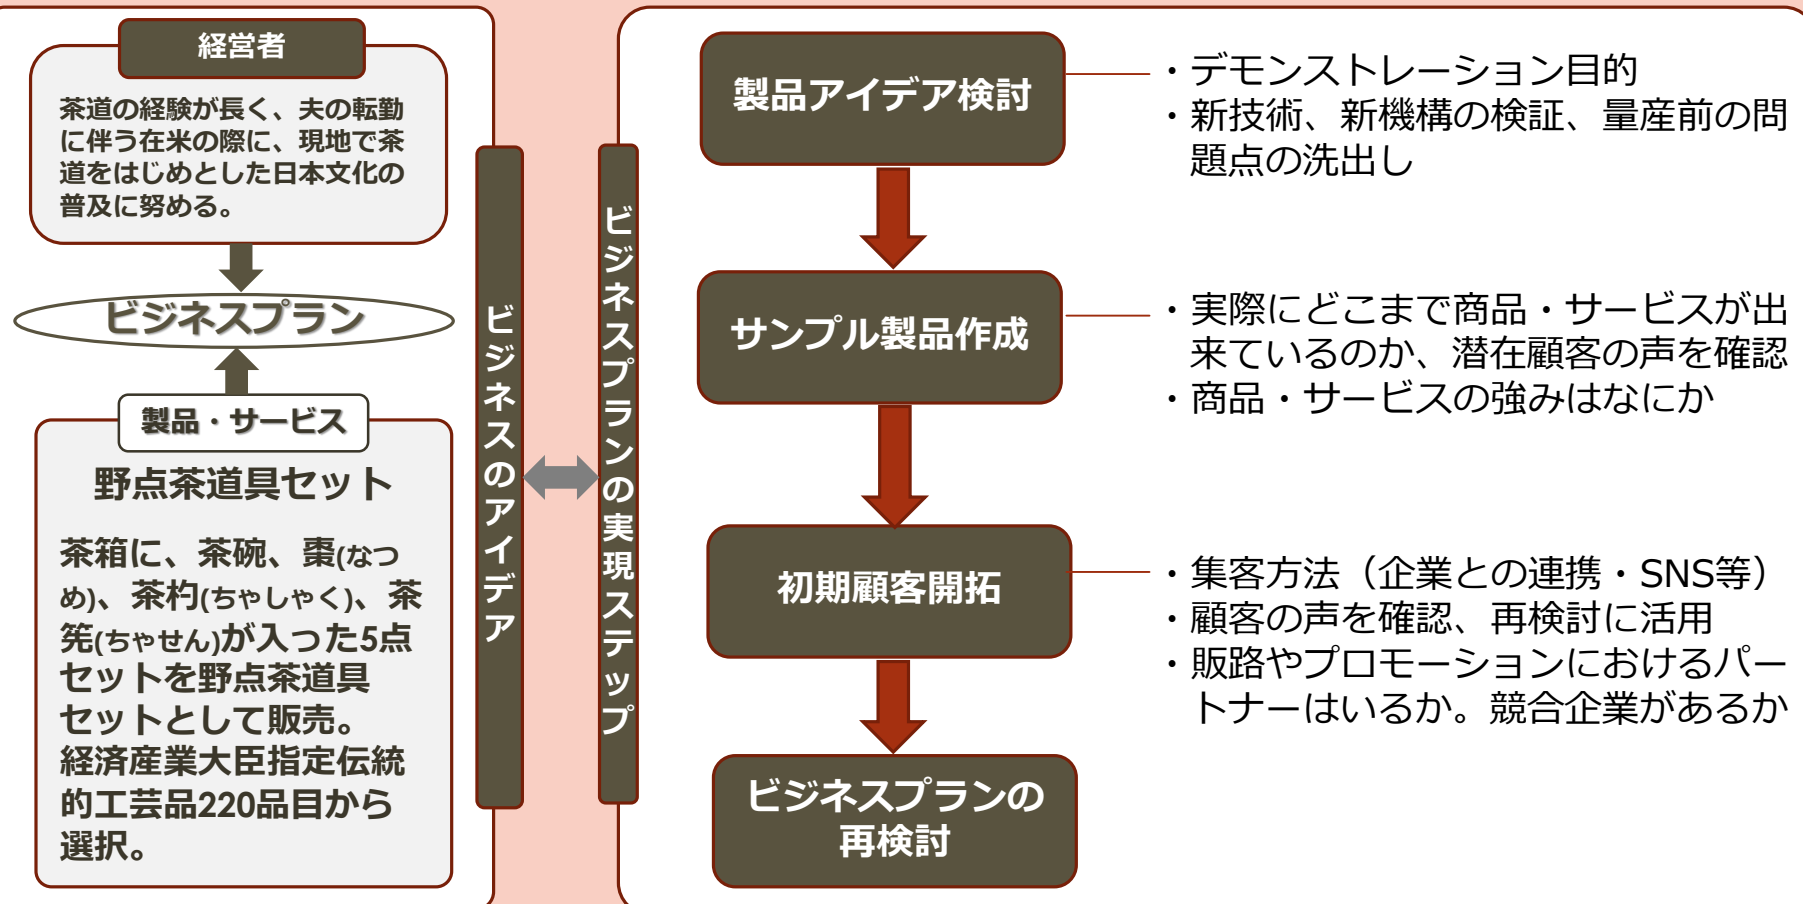 経営者
茶道の経験が長く、夫の転勤
に伴う在米の際に、現地で茶
道をはじめとした日本文化の
普及に努める。
ビジネスプラン
製品・サービス
野点茶道具セット
茶箱に、茶碗、棗(なつ
め)、茶杓(ちゃしゃく)、茶
筅(ちゃせん)が入った5点
セットを野点茶道具
セットとして販売。
経済産業大臣指定伝統
的工芸品220品目から
選択。
ビジネスのアイデア
ビジネスプランの実現ステップ
製品アイデア検討
・デモンストレーション目的
・新技術、新機構の検証、量産前の問
題点の洗出し
サンプル製品作成
・実際にどこまで商品・サービスが出
来ているのか、潜在顧客の声を確認
・商品・サービスの強みはなにか
初期顧客開拓
・集客方法（企業との連携・SNS等）
・顧客の声を確認、再検討に活用
・販路やプロモーションにおけるパー
トナーはいるか。競合企業があるか
ビジネスプランの
再検討